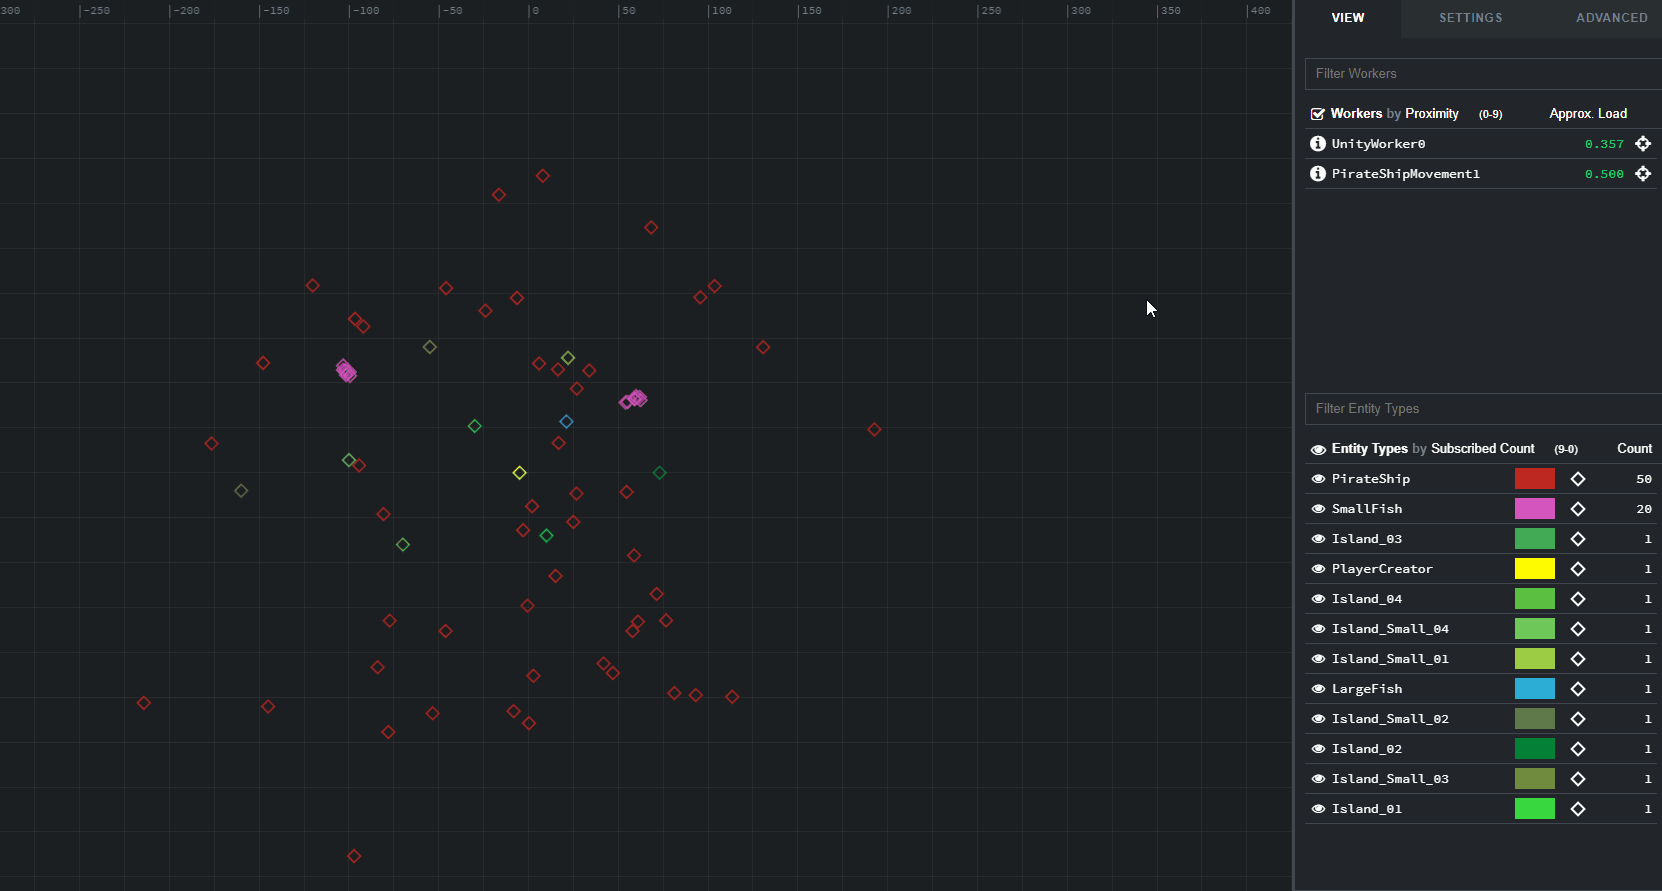 300 -250 -200 -150 -100 -50 0 50 100 150 200 250 300 350 400
VIEW SETTINGS ADVANCED
Filter Workers
Workers by Proximity (0-9) Approx. Load
UnityWorker0 0.357
PirateShipMovement1 0.500
Filter Entity Types
Entity Types by Subscribed Count (9-0) Count
PirateShip 50
SmallFish 20
Island_03 1
PlayerCreator 1
Island_04 1
Island_Small_04 1
Island_Small_01 1
LargeFish 1
Island_Small_02 1
Island_02 1
Island_Small_03 1
Island_01 1